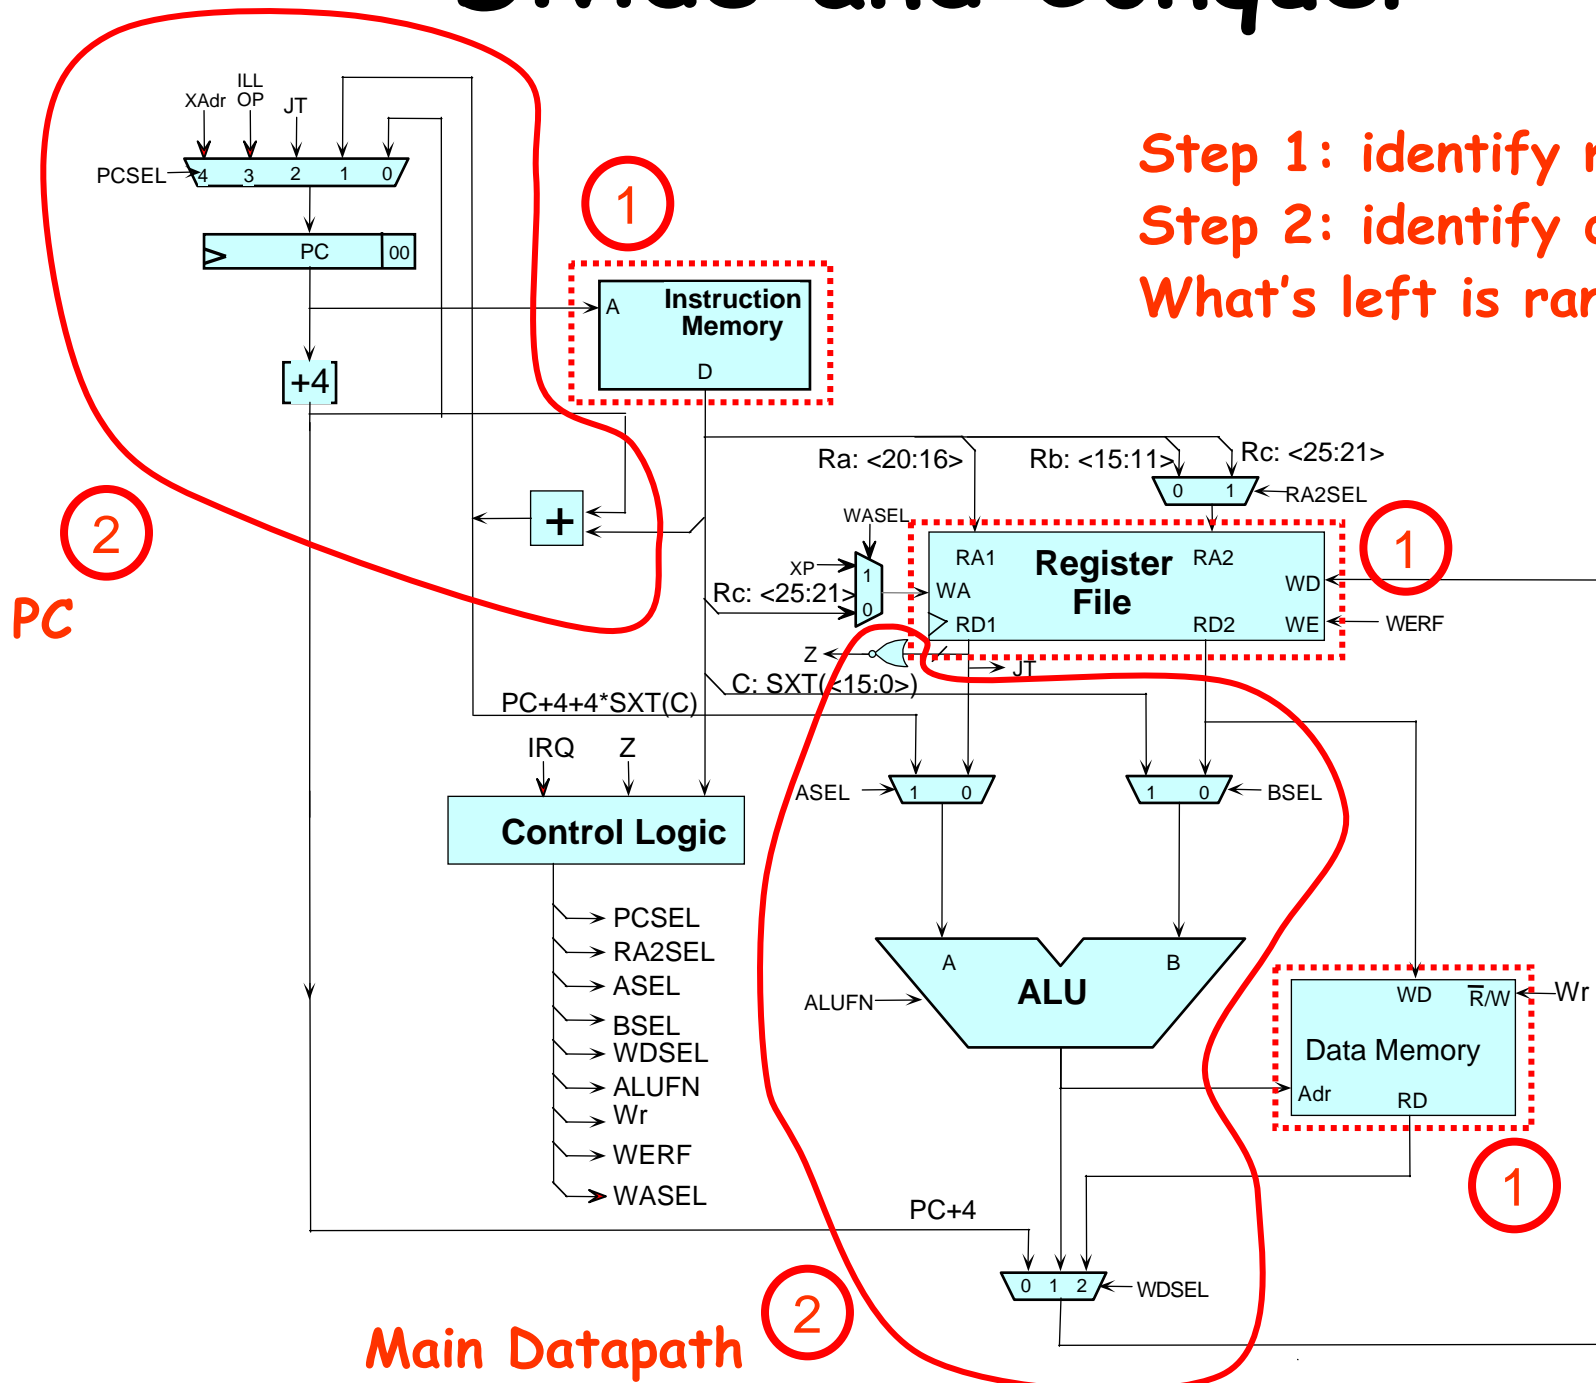 Divide and Conquer
Step 1: identify
Step 2: identify
What's left is
XAdr
ILL
OP
JT
PCSEL
4 3 2 1 0
PC
00
1
A
Instruction
Memory
D
[+4]
Ra: <20:16>
Rb: <15:11>
Rc: <25:21>
0 1
RA2SEL
2
+
WASEL
1
PC
XP
1
Rc: <25:21>
0
RA1
Register
File
RA2
WA
WD
RD1
RD2
WE
WERF
Z
JT
C: SXT(<15:0>)
PC+4+4*SXT(C)
IRQ
Z
ASEL
1 0
1 0
BSEL
Control Logic
PCSEL
RA2SEL
ASEL
BSEL
WDSEL
ALUFN
Wr
WERF
WASEL
A
B
ALU
ALUFN
WD
R/W
Wr
Data Memory
Adr
RD
1
PC+4
0 1 2
WDSEL
2
Main Datapath